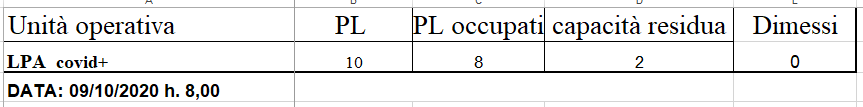 Unità operativa PL PL occupati capacità residua Dimessi
LPA covid+ 10 8 2 0
DATA: 09/10/2020 h. 8,00